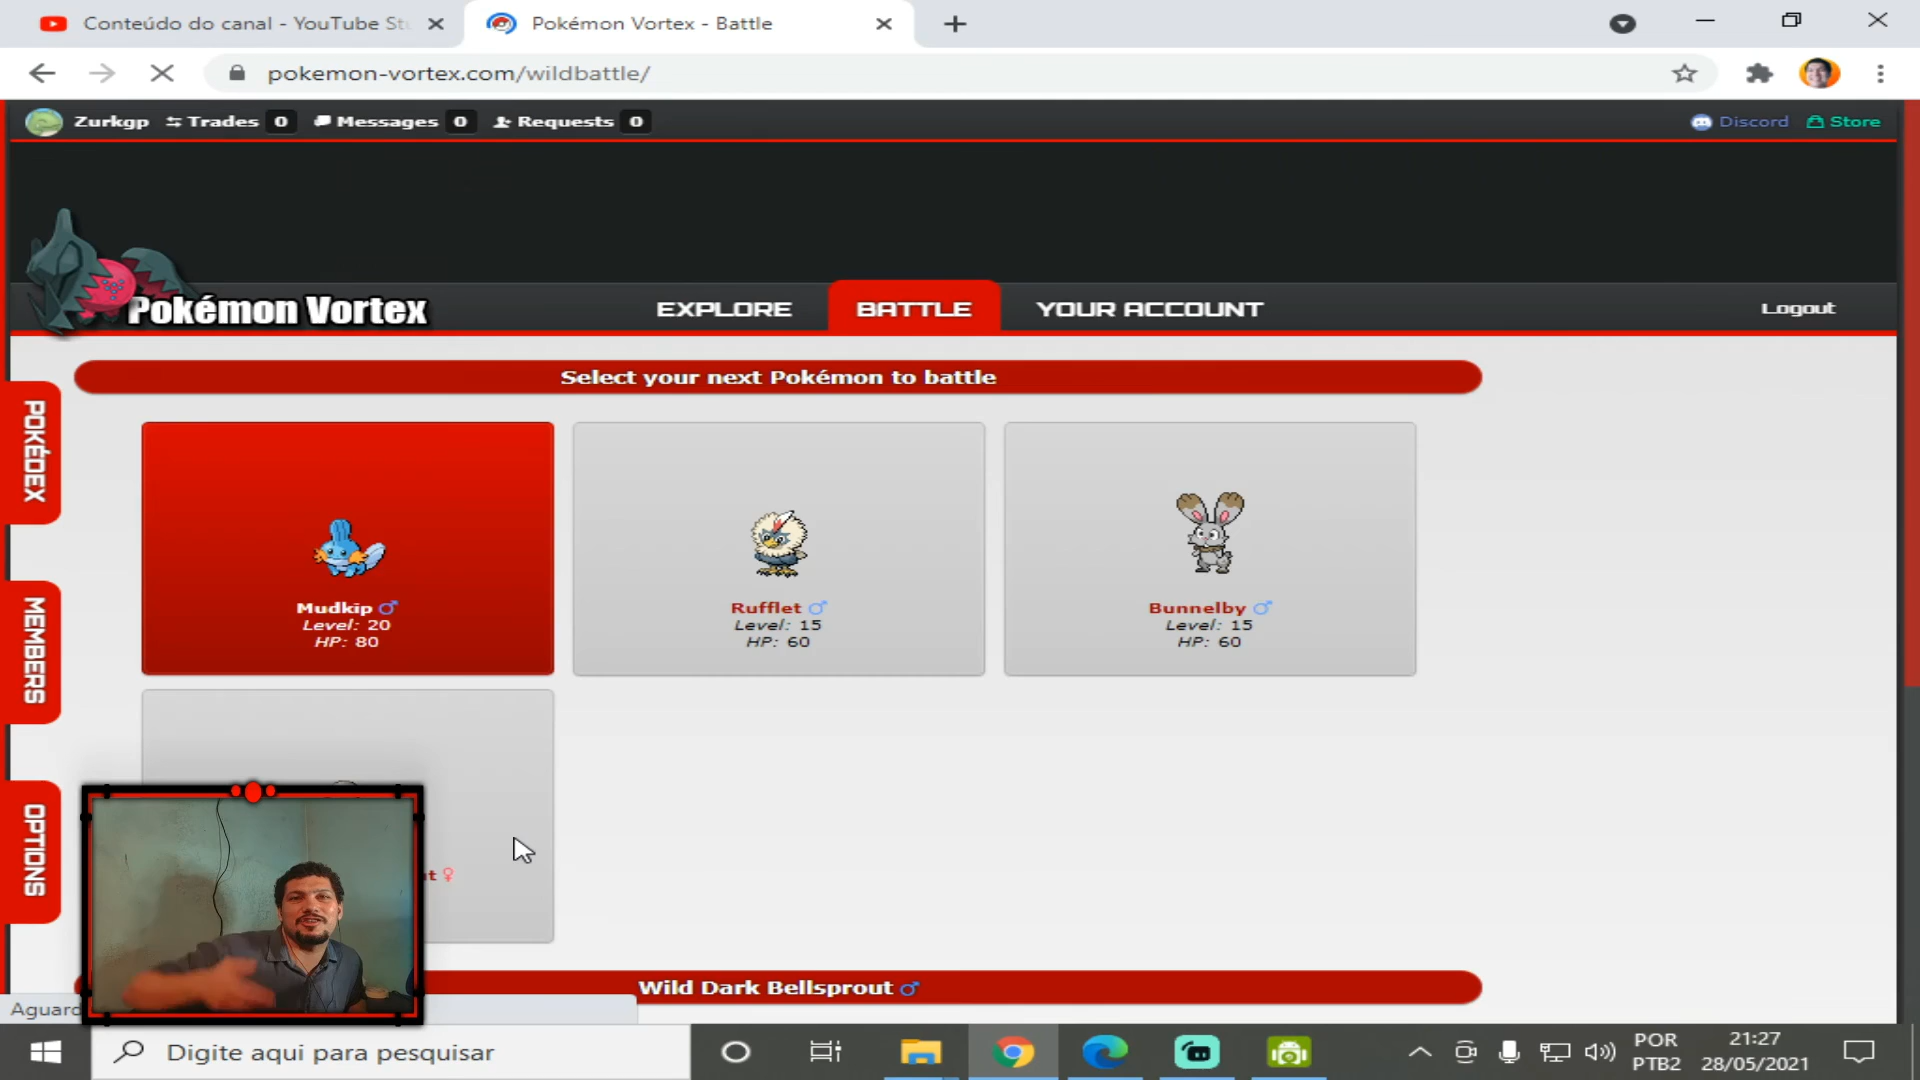 Conteúdo do canal - YouTube St
Pokémon Vortex - Battle
pokemon-vortex.com/wildbattle/
Zurkgp Trades 0 Messages 0 Requests 0
Discord Store
Pokémon Vortex
EXPLORE BATTLE YOUR ACCOUNT
Logout
POKÉDEX
MEMBERS
OPTIONS
Select your next Pokémon to battle
Mudkip ♂
Level: 20
HP: 80
Rufflet ♂
Level: 15
HP: 60
Bunnelby ♂
Level: 15
HP: 60
t ♀
Wild Dark Bellsprout ♂
Aguard
Digite aqui para pesquisar
POR
PTB2
21:27
28/05/2021